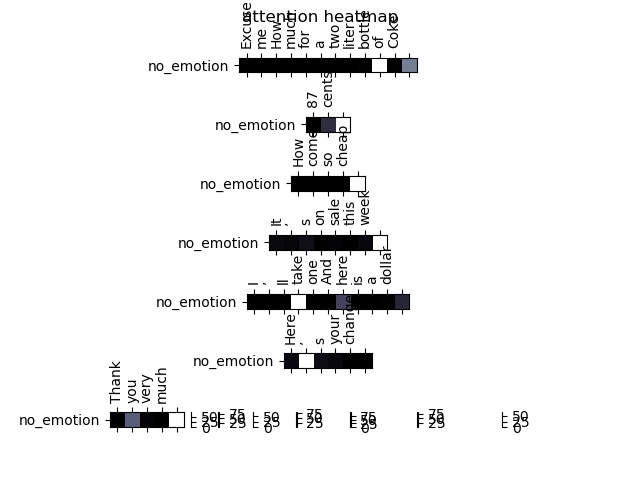 attention heatmap
Excuse me How much for a two liter bottle of Coke
no_emotion
87 cents
no_emotion
How come so cheap
no_emotion
It ' s on sale this week
no_emotion
I ' ll take one And here is a dollar
no_emotion
Here ' s your change
no_emotion
Thank you very much
no_emotion
50 25 0
75 50 25
50 25 0
75 50 25
75 50 25 0
75 50 25
50 25 0